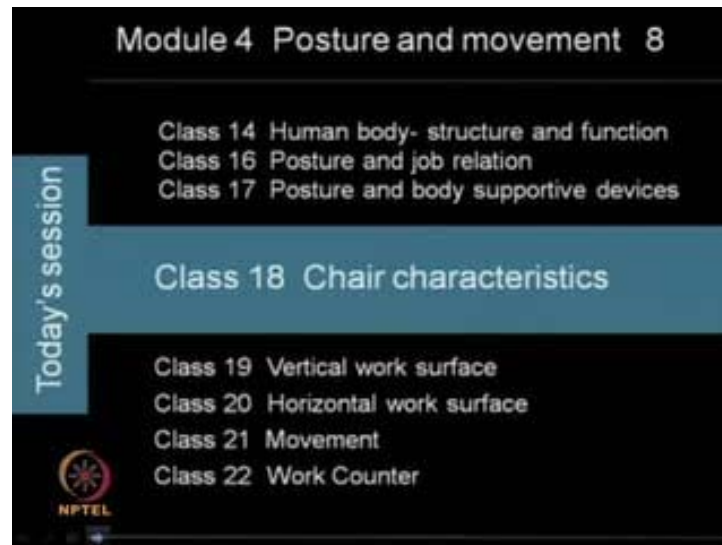 Module 4 Posture and movement 8
Class 14 Human body- structure and function
Class 16 Posture and job relation
Class 17 Posture and body supportive devices
Today's session
Class 18 Chair characteristics
Class 19 Vertical work surface
Class 20 Horizontal work surface
Class 21 Movement
Class 22 Work Counter
NPTEL